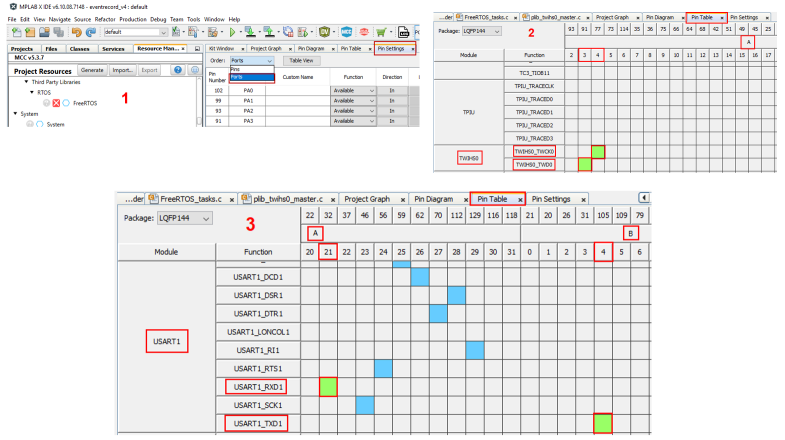 MPLAB X IDE v6.10.08.7148 - eventrecord_v4 : default
File Edit View Navigate Source Refactor Production Debug Team Tools Window Help
default
Projects Files Classes Services Resource Man...
MCC v5.3.7
Project Resources Generate Import... Export
Third Party Libraries
RTOS
FreeRTOS
System
System
1
Kit Window Project Graph Pin Diagram Pin Table Pin Settings
Order: Ports Table View
Pins
Ports
Pin Number Custom Name Function Direction
102 PA0 Available In
99 PA1 Available In
93 PA2 Available In
91 PA3 Available In
...der FreeRTOS_tasks.c plib_twihs0_master.c Project Graph Pin Diagram Pin Table Pin Settings
Package: LQFP144 2 93 91 77 73 114 35 36 75 66 64 68 42 51 49 45 25
A
Module Function 2 3 4 5 6 7 8 9 10 11 12 13 14 15 16 17
TC3_TIOB11
TPIU_TRACECLK
TPIU_TRACED0
TPIU TPIU_TRACED1
TPIU_TRACED2
TPIU_TRACED3
TWIHS0 TWIHS0_TWCK0
TWIHS0_TWD0
...der FreeRTOS_tasks.c plib_twihs0_master.c Project Graph Pin Diagram Pin Table Pin Settings
Package: LQFP144 3 22 32 37 46 56 59 62 70 112 129 116 118 21 20 26 31 105 109 79
A B
Module Function 20 21 22 23 24 25 26 27 28 29 30 31 0 1 2 3 4 5 6
USART1_DCD1
USART1_DSR1
USART1_DTR1
USART1 USART1_LONCOL1
USART1_RI1
USART1_RTS1
USART1_RXD1
USART1_SCK1
USART1_TXD1